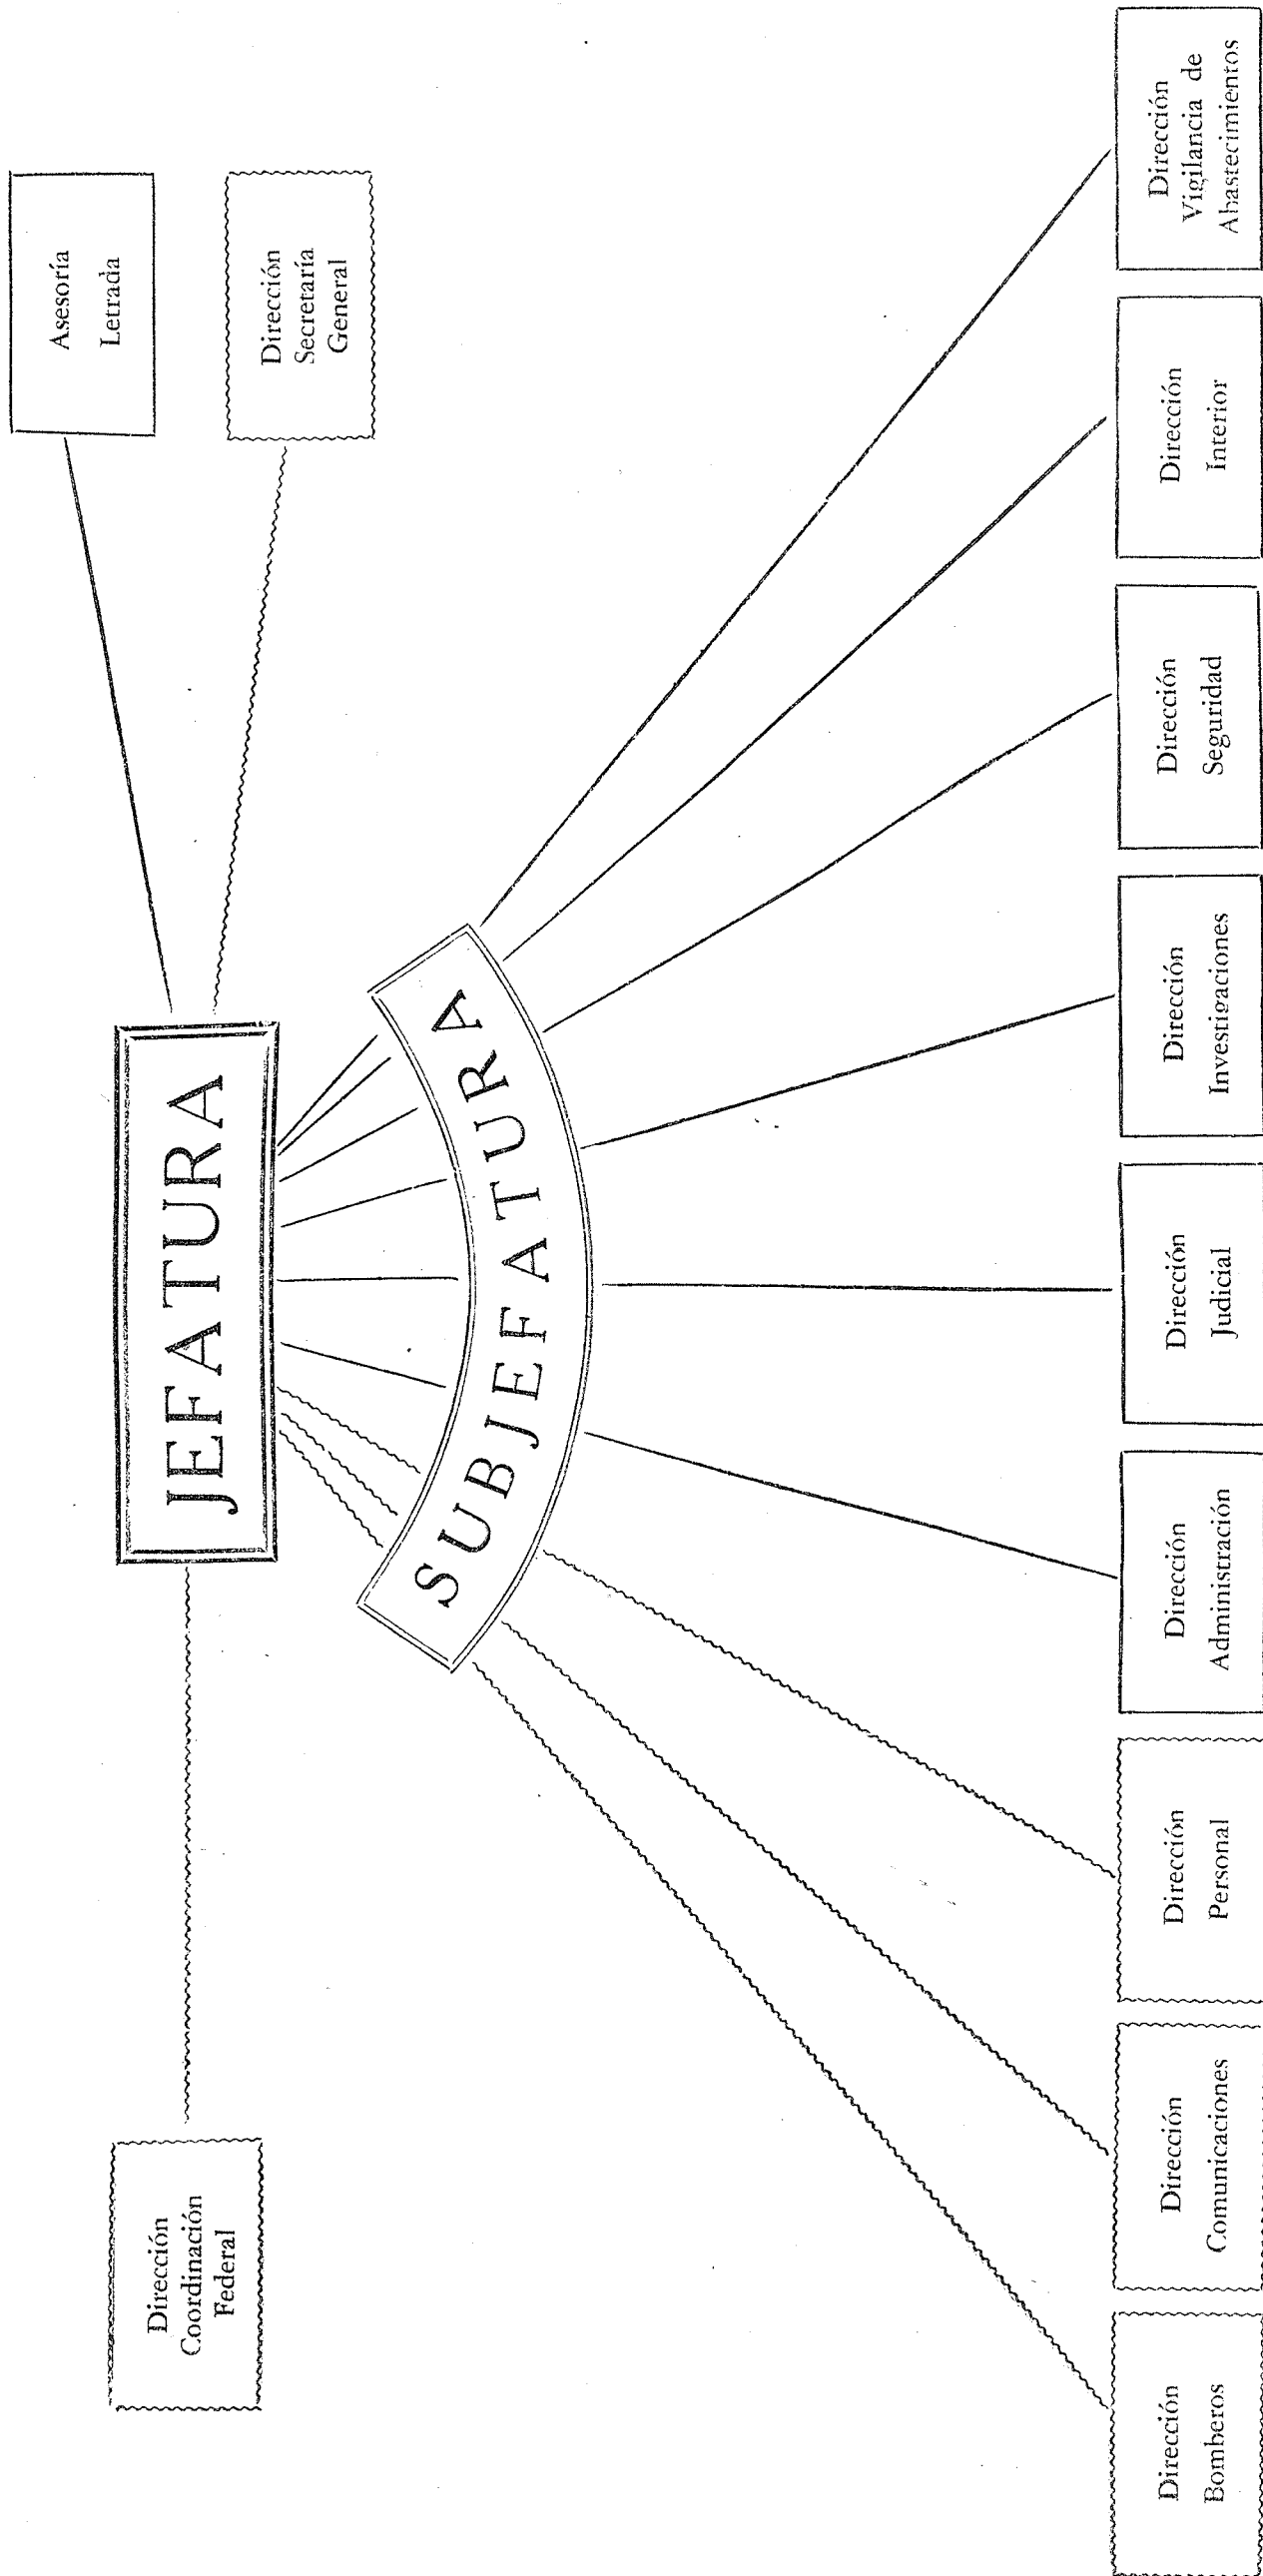 Asesoría
Letrada
Dirección
Secretaría
General
JEFATURA
Dirección
Coordinación
Federal
SUBJEFATURA
Dirección
Bomberos
Dirección
Comunicaciones
Dirección
Personal
Dirección
Administración
Dirección
Judicial
Dirección
Investigaciones
Dirección
Seguridad
Dirección
Interior
Dirección
Vigilancia de
Abastecimientos